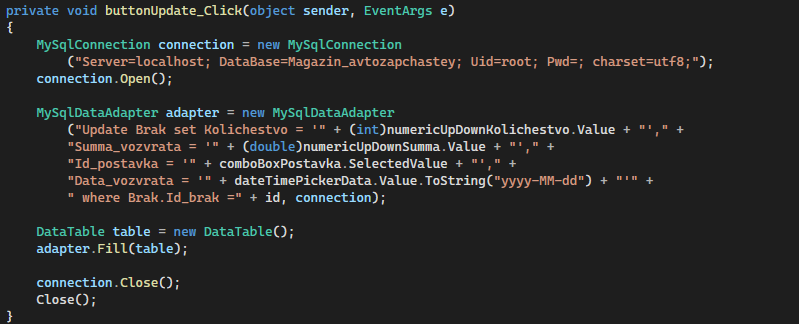 private void buttonUpdate_Click(object sender, EventArgs e)
{
    MySqlConnection connection = new MySqlConnection
        ("Server=localhost; DataBase=Magazin_avtozapchastey; Uid=root; Pwd=; charset=utf8;");
    connection.Open();

    MySqlDataAdapter adapter = new MySqlDataAdapter
        ("Update Brak set Kolichestvo = '" + (int)numericUpDownKolichestvo.Value + "'," +
        "Summa_vozvrata = '" + (double)numericUpDownSumma.Value + "'," +
        "Id_postavka = '" + comboBoxPostavka.SelectedValue + "'," +
        "Data_vozvrata = '" + dateTimePickerData.Value.ToString("yyyy-MM-dd") + "'" +
        " where Brak.Id_brak =" + id, connection);

    DataTable table = new DataTable();
    adapter.Fill(table);

    connection.Close();
    Close();
}